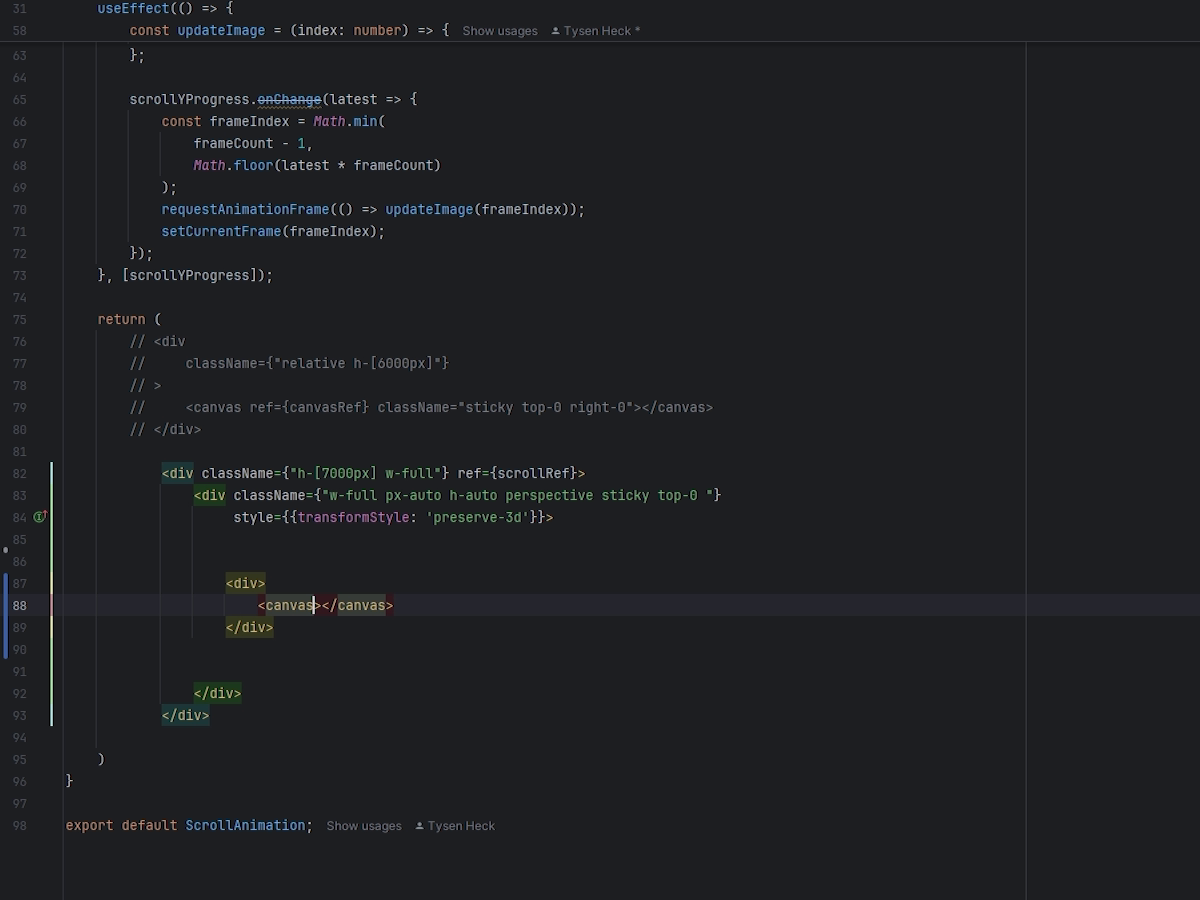 31 useEffect(() => {
58 const updateImage = (index: number) => { Show usages Tysen Heck *
63 };
64
65 scrollYProgress.onChange(latest => {
66 const frameIndex = Math.min(
67 frameCount - 1,
68 Math.floor(latest * frameCount)
69 );
70 requestAnimationFrame(() => updateImage(frameIndex));
71 setCurrentFrame(frameIndex);
72 });
73 }, [scrollYProgress]);
74
75 return (
76 // <div
77 // className={"relative h-[6000px]"}
78 // >
79 // <canvas ref={canvasRef} className="sticky top-0 right-0"></canvas>
80 // </div>
81
82 <div className={"h-[7000px] w-full"} ref={scrollRef}>
83 <div className={"w-full px-auto h-auto perspective sticky top-0 "}
84 style={{transformStyle: 'preserve-3d'}}>
85
86
87 <div>
88 <canvas></canvas>
89 </div>
90
91
92 </div>
93 </div>
94
95 )
96 }
97
98 export default ScrollAnimation; Show usages Tysen Heck